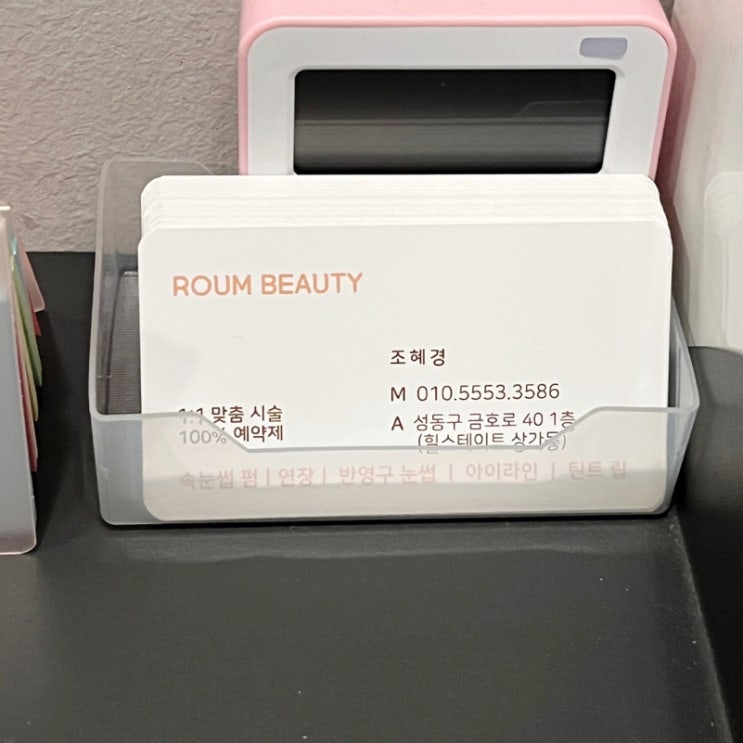 ROUM BEAUTY
조혜경
M 010.5553.3586
1:1 맞춤 시술
100% 예약제
A 성동구 금호로 40 1층
(힐스테이트 상가동)
속눈썹 펌 | 연장 | 반영구 눈썹 | 아이라인 | 틴트 립